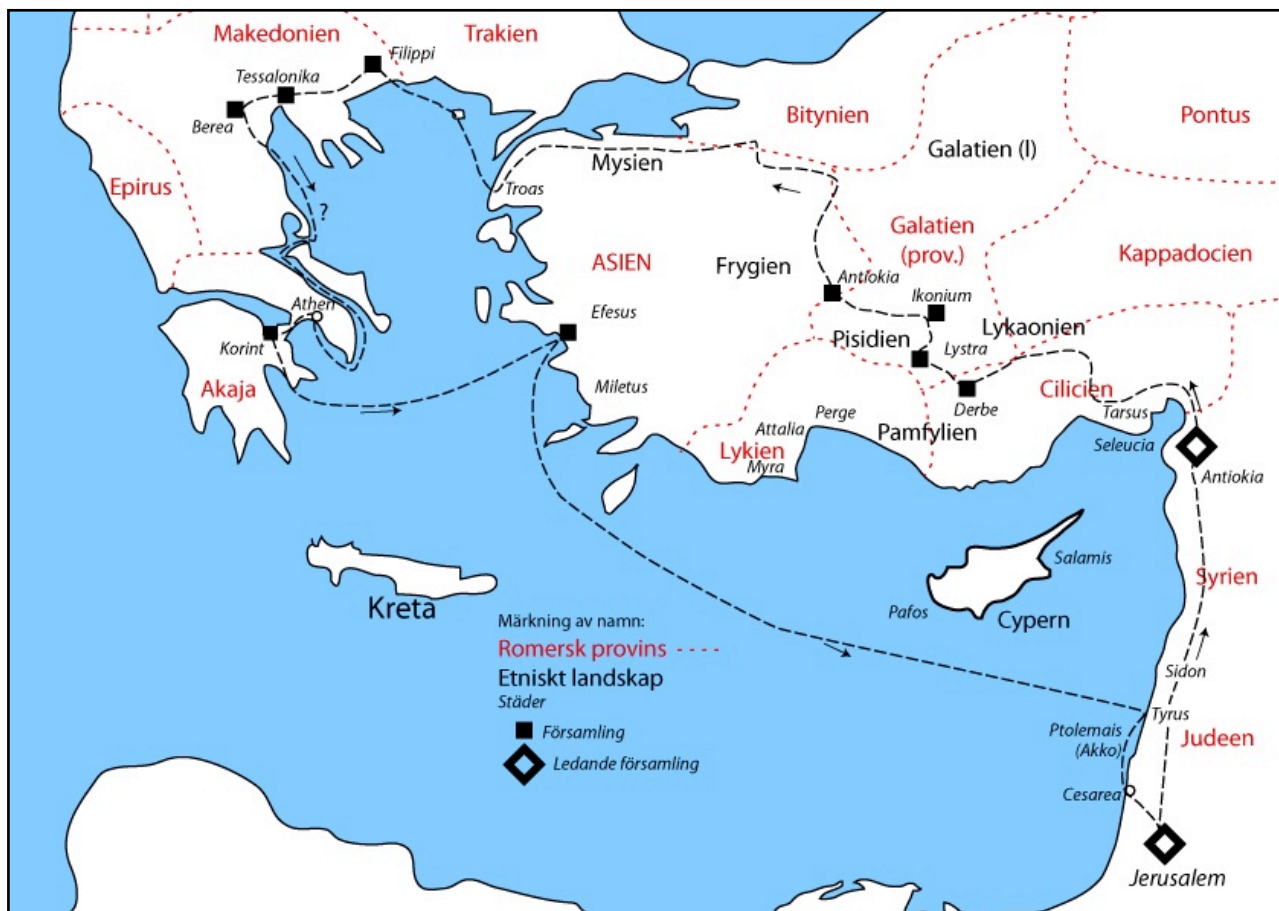 Makedonien
Trakien
Filippi
Tessalonika
Berea
Bitynien
Pontus
Galatien (l)
Mysien
Epirus
Troas
?
Galatien
(prov.)
Kappadocien
ASIEN
Frygien
Antiokia
Ikonium
Athen
Efesus
Lykaonien
Pisidien
Lystra
Korint
Akaja
Miletus
Cilicien
Derbe
Tarsus
Perge
Attalia
Pamfylien
Lykien
Myra
Seleucia
Antiokia
Salamis
Syrien
Kreta
Pafos
Cypern
Märkning av namn:
Romersk provins
Etniskt landskap
Städer
Församling
Ledande församling
Sidon
Tyrus
Ptolemais
(Akko)
Judeen
Cesarea
Jerusalem